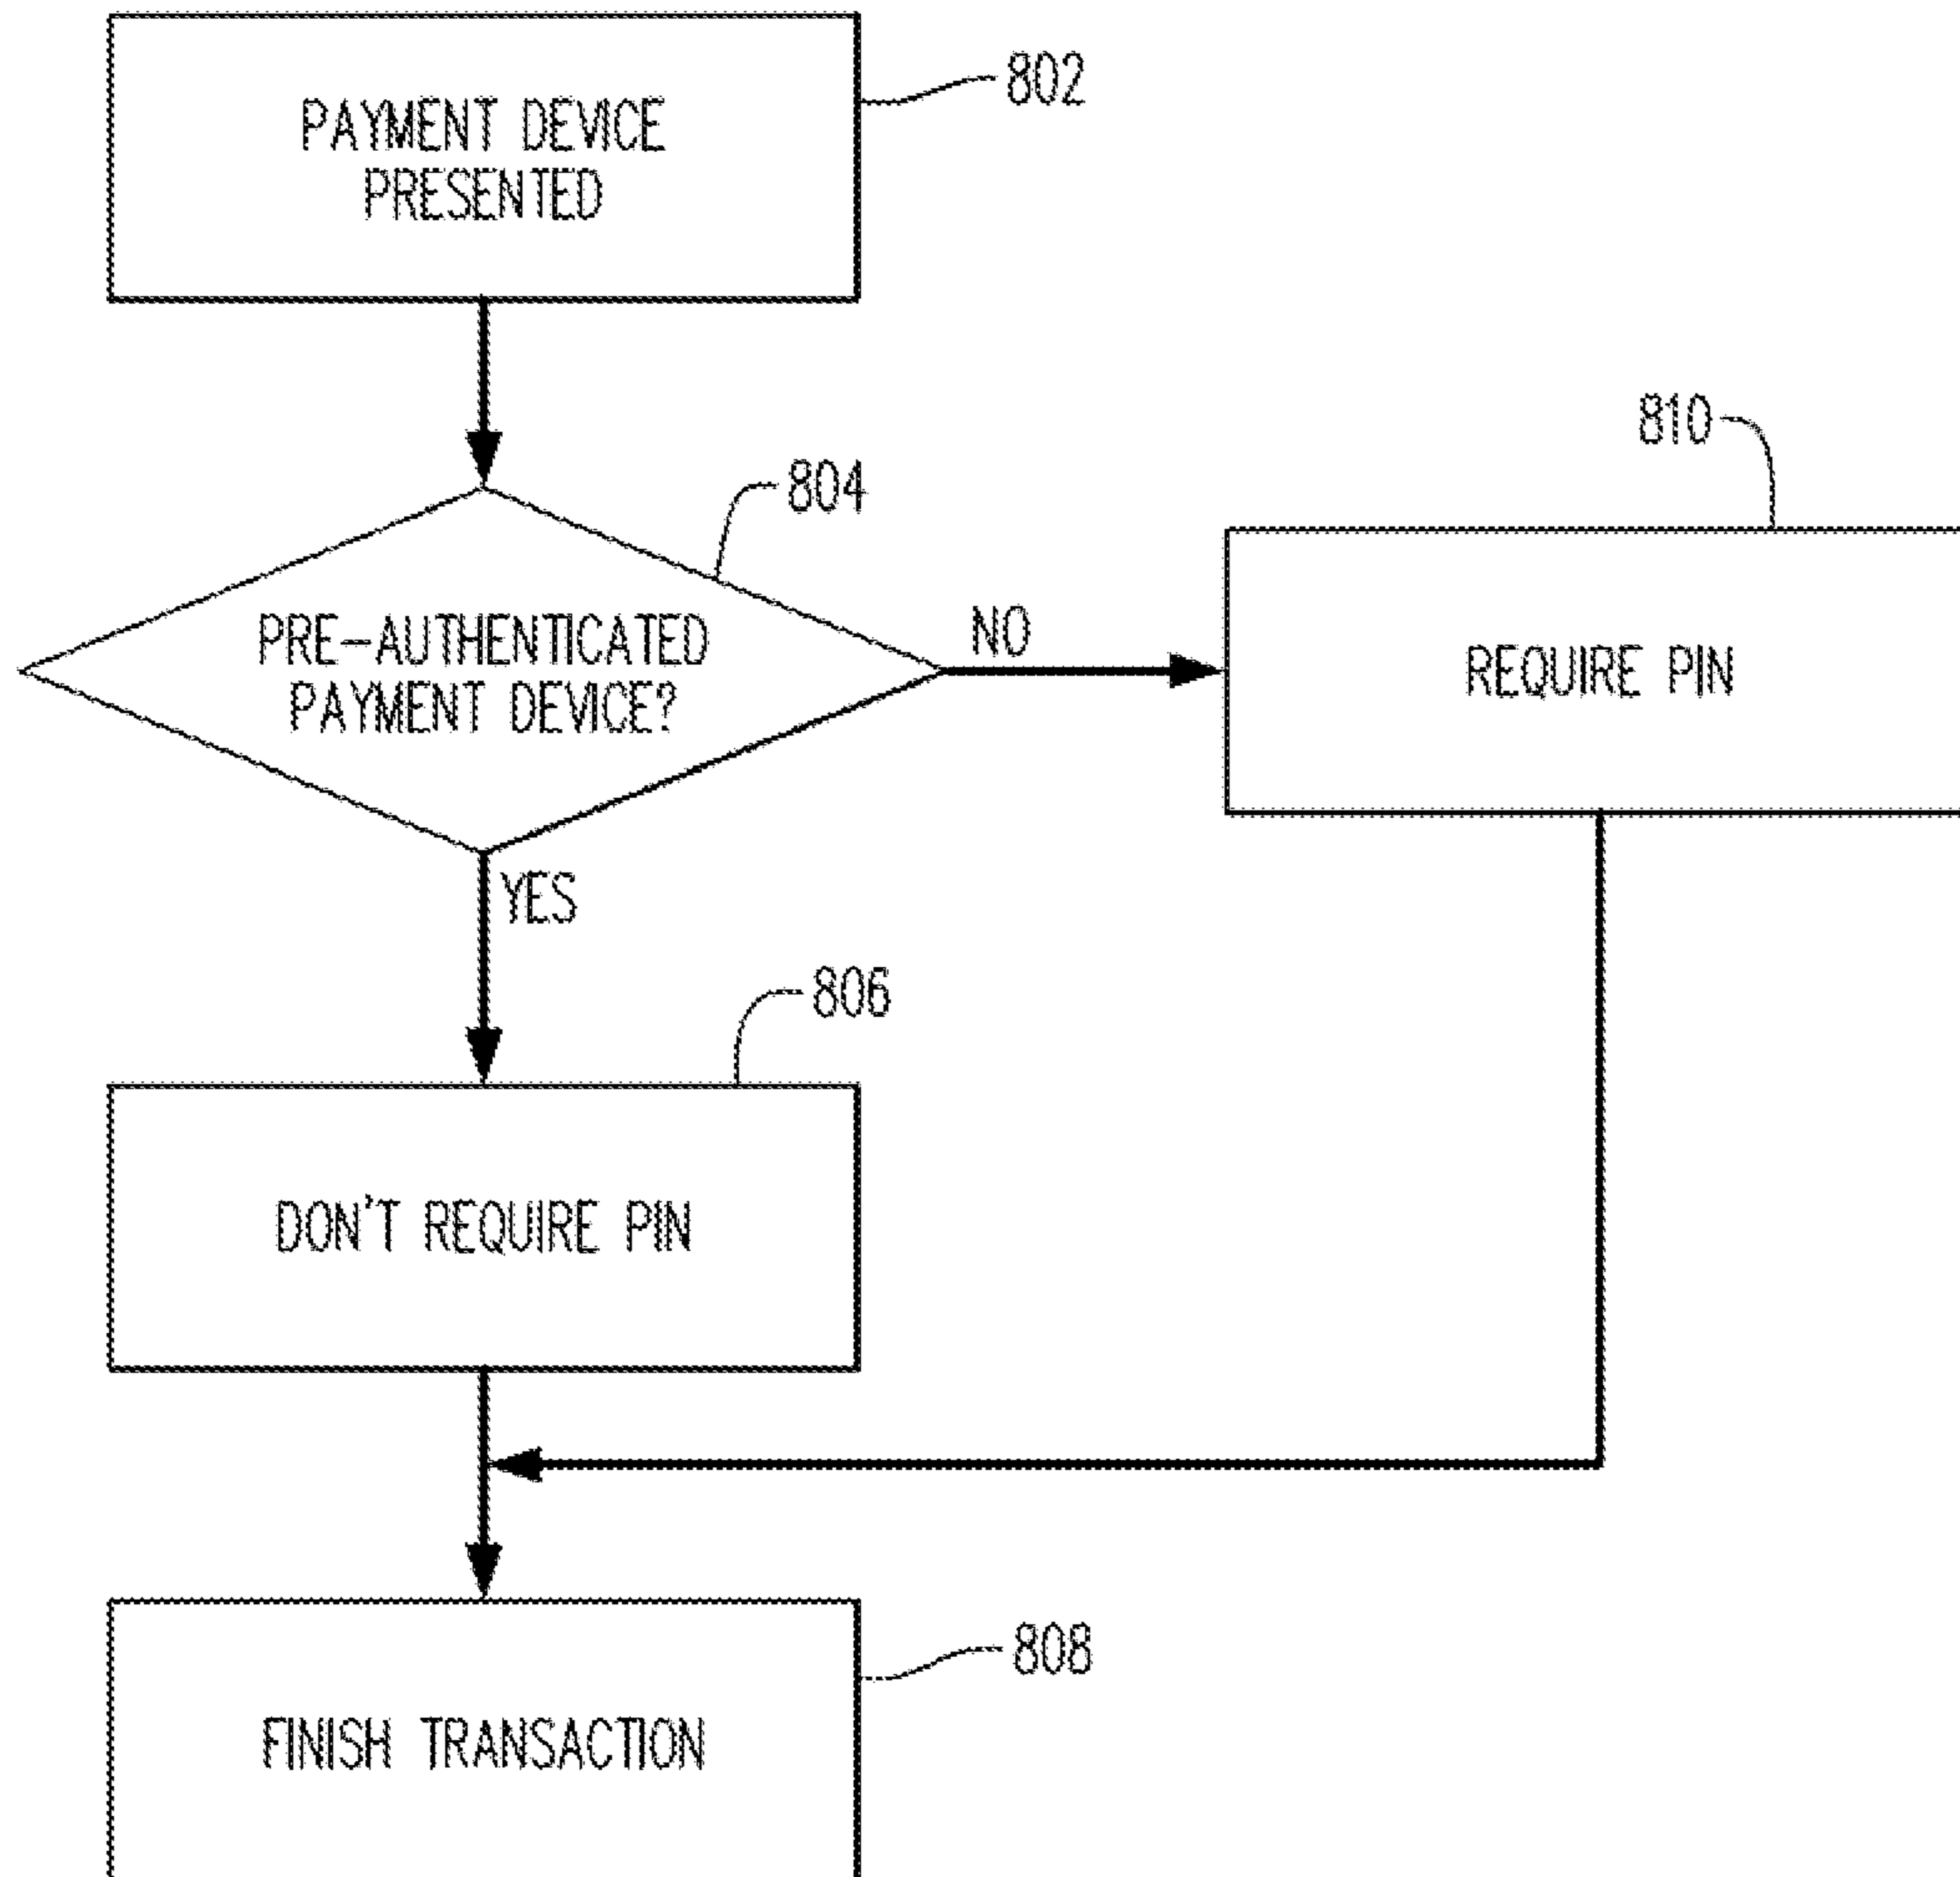 PAYMENT DEVICE
PRESENTED
802
804
PRE-AUTHENTICATED
PAYMENT DEVICE?
NO
810
REQUIRE PIN
YES
806
DON'T REQUIRE PIN
808
FINISH TRANSACTION